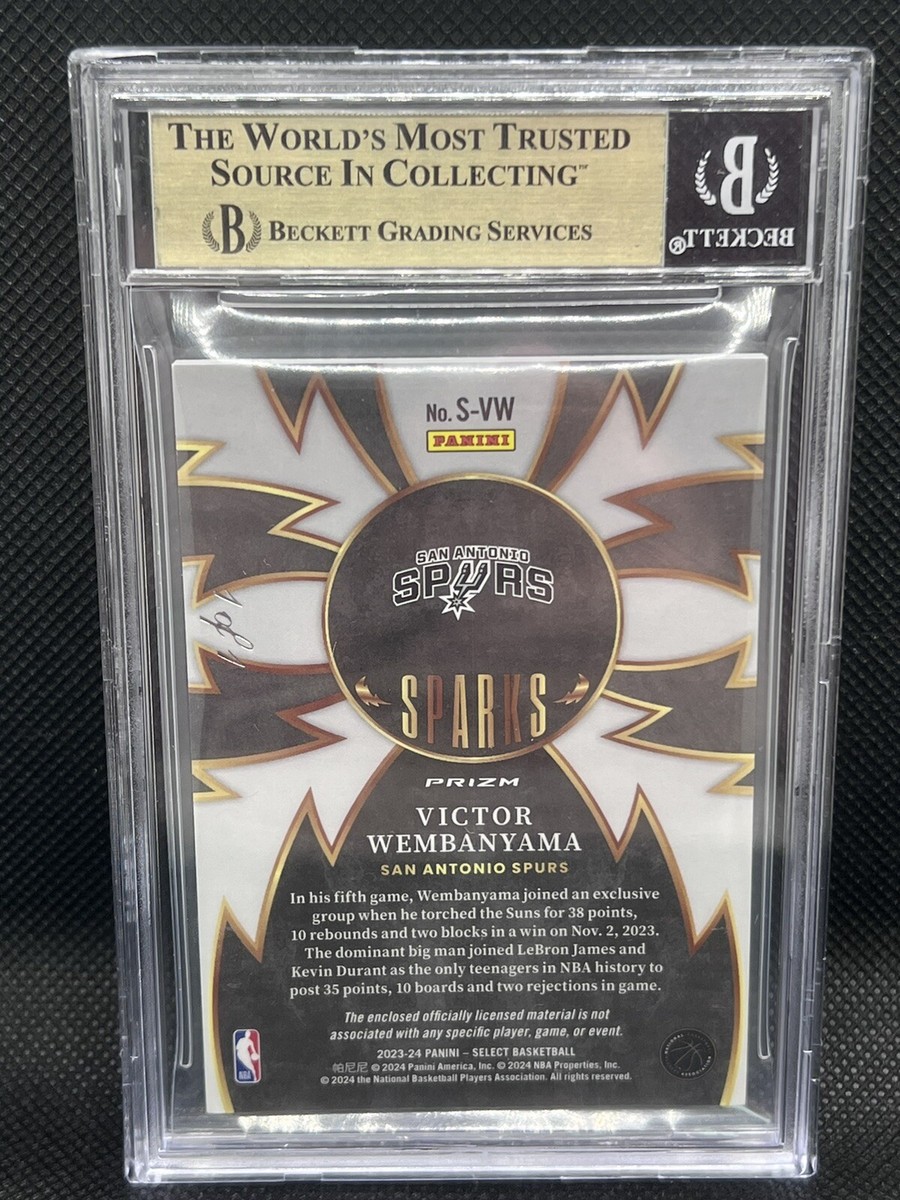 THE WORLD'S MOST TRUSTED
SOURCE IN COLLECTING™
B BECKETT GRADING SERVICES
B
BECKETT®
No. S-VW
PANINI
SAN ANTONIO
SPURS
SPARKS
1 of 1
PRIZM
VICTOR
WEMBANYAMA
SAN ANTONIO SPURS
In his fifth game, Wembanyama joined an exclusive
group when he torched the Suns for 38 points,
10 rebounds and two blocks in a win on Nov. 2, 2023.
The dominant big man joined LeBron James and
Kevin Durant as the only teenagers in NBA history to
post 35 points, 10 boards and two rejections in game.
The enclosed officially licensed material is not
associated with any specific player, game, or event.
2023-24 PANINI – SELECT BASKETBALL
帕尼尼 © 2024 Panini America, Inc. © 2024 NBA Properties, Inc.
© 2024 the National Basketball Players Association. All rights reserved.
NBA